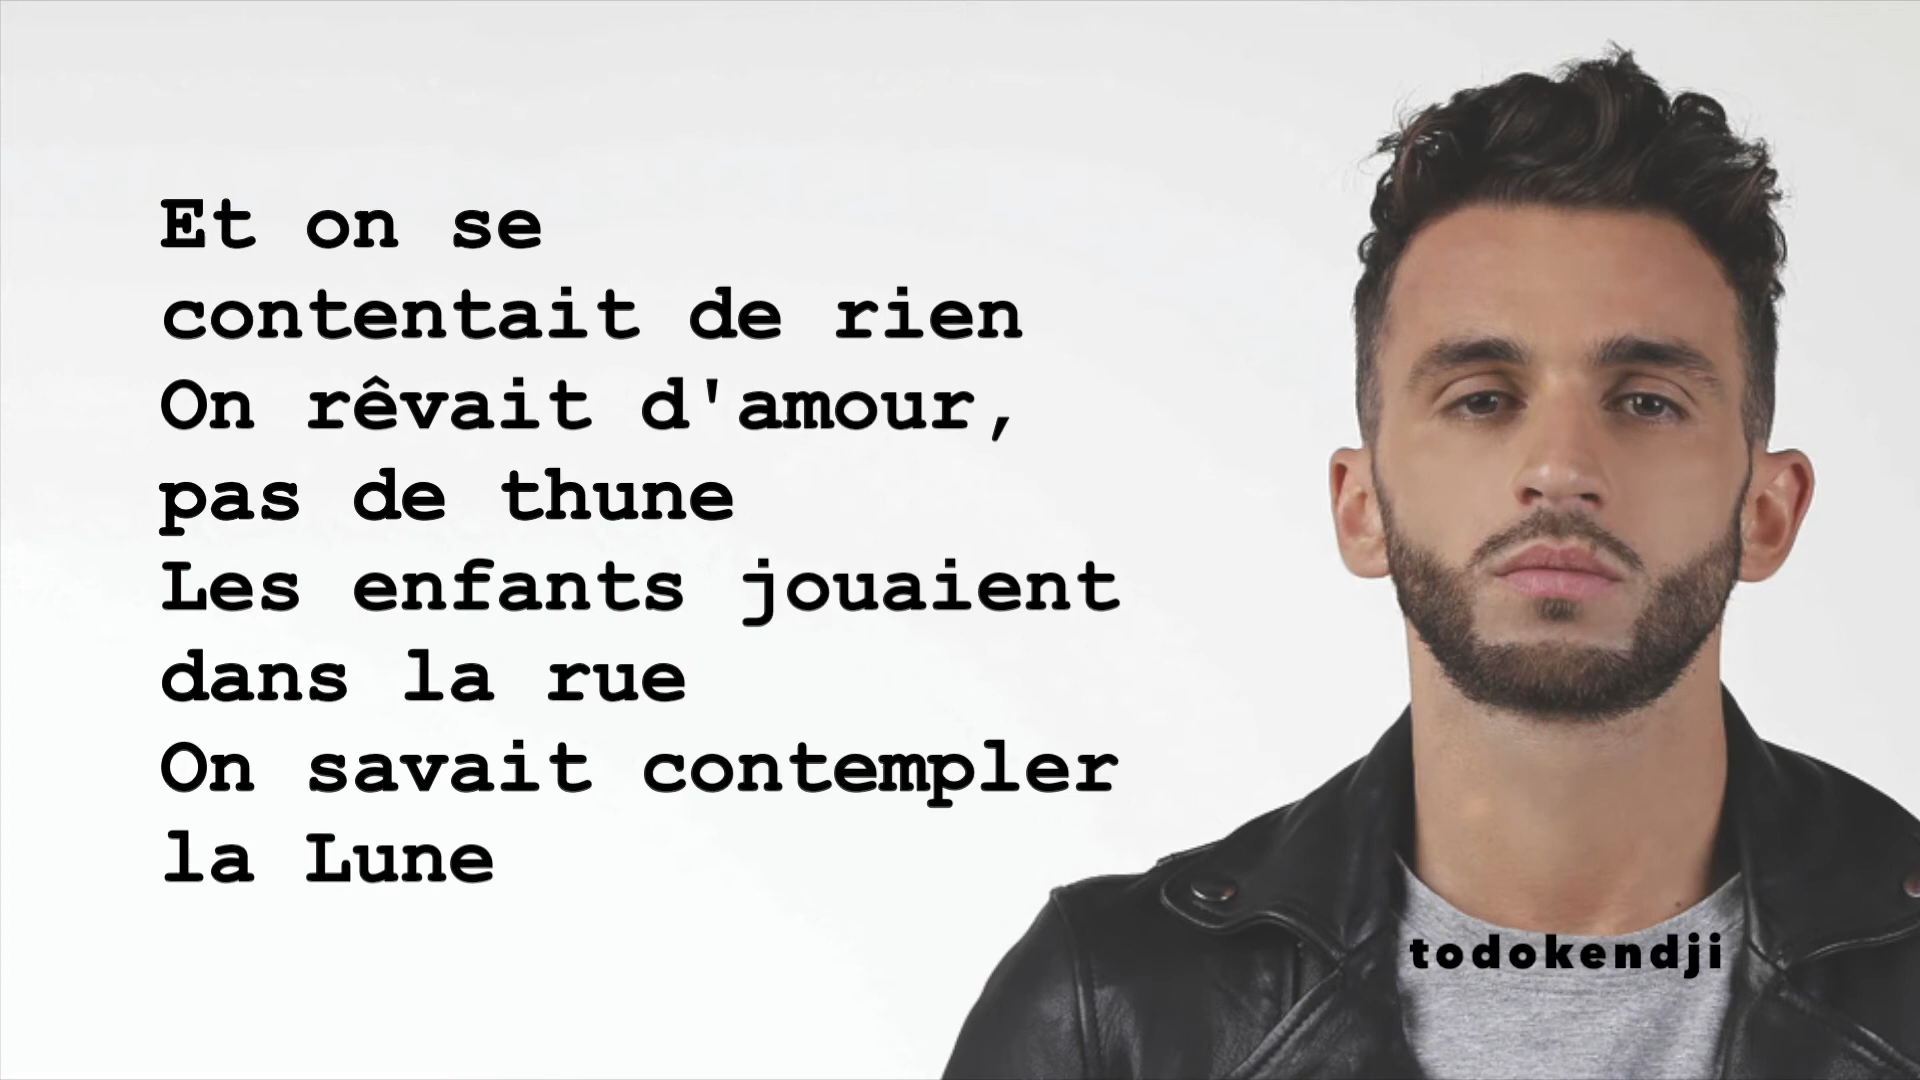 Et on se
contentait de rien
On rêvait d'amour,
pas de thune
Les enfants jouaient
dans la rue
On savait contempler
la Lune
todokendji